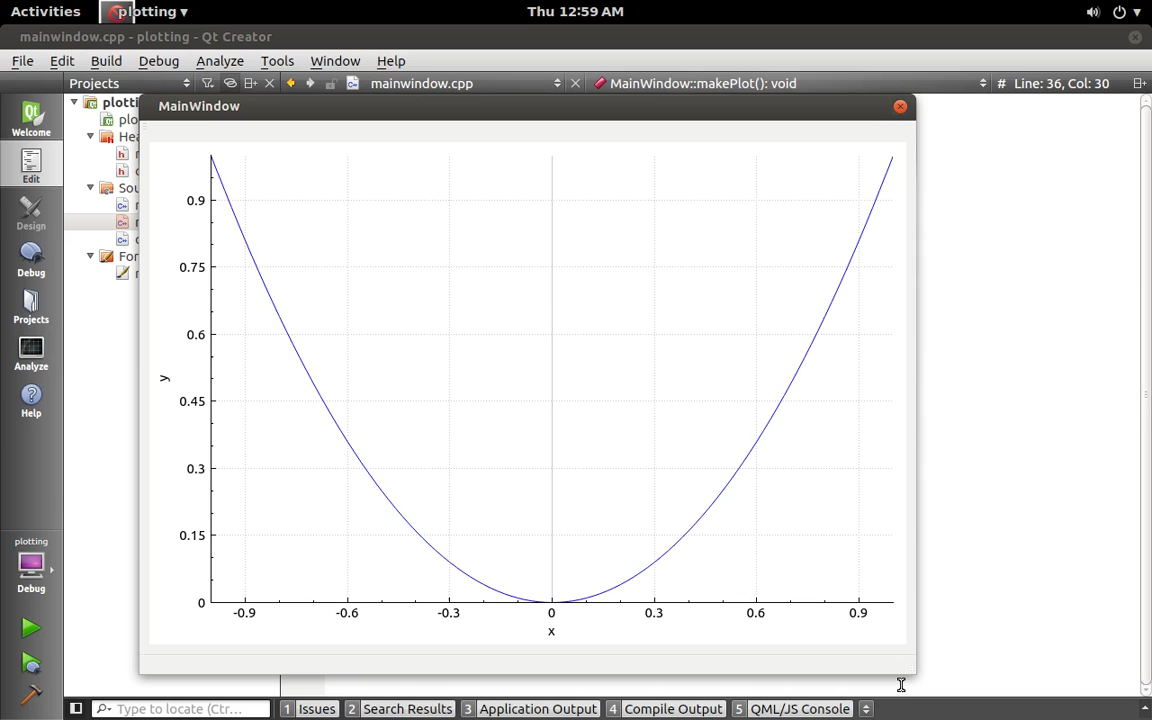 Activities plotting ▾ Thu 12:59 AM
mainwindow.cpp - plotting - Qt Creator
File Edit Build Debug Analyze Tools Window Help
Projects mainwindow.cpp MainWindow::makePlot(): void # Line: 36, Col: 30
Welcome
Edit
Design
Debug
Projects
Analyze
Help
plotting
Debug
MainWindow
0.9
0.75
0.6
0.45
0.3
0.15
0
y
-0.9 -0.6 -0.3 0 0.3 0.6 0.9
x
Type to locate (Ctr... 1 Issues 2 Search Results 3 Application Output 4 Compile Output 5 QML/JS Console